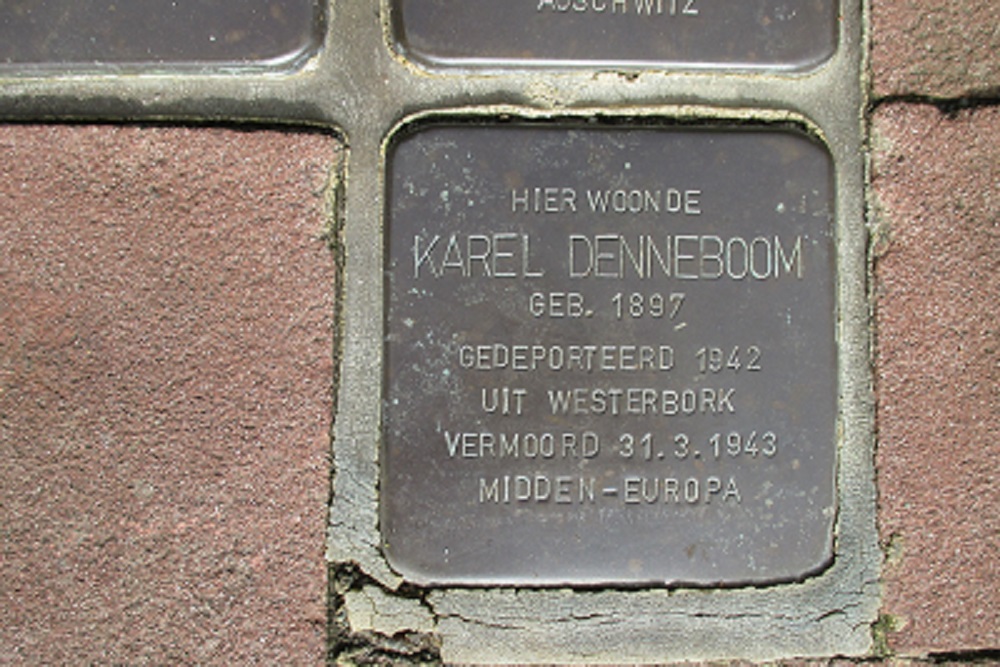 AUSCHWITZ
HIER WOONDE
KAREL DENNEBOOM
GEB. 1897
GEDEPORTEERD 1942
UIT WESTERBORK
VERMOORD 31.3.1943
MIDDEN-EUROPA